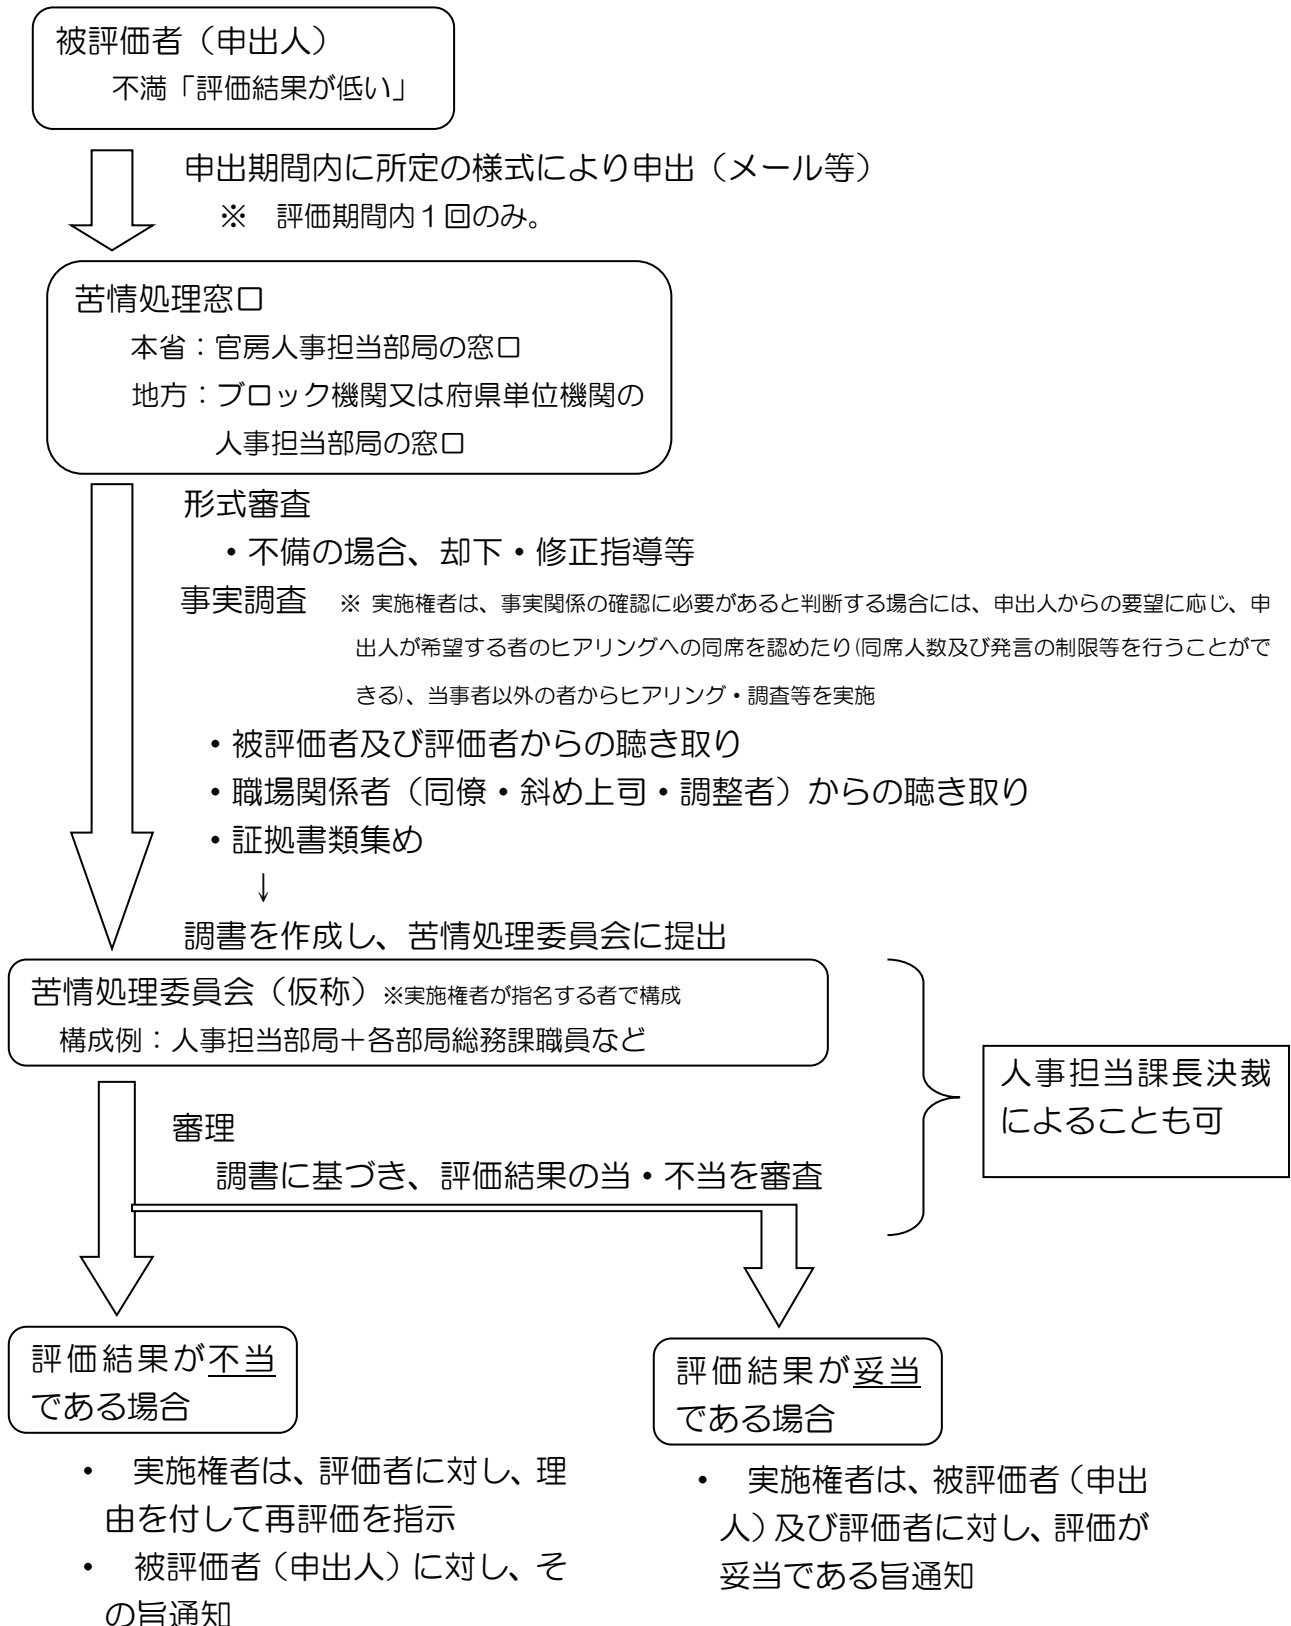 被評価者(申出人)
不満「評価結果が低い」
申出期間内に所定の様式により申出(メール等)
※ 評価期間内1回のみ。
苦情処理窓口
本省:官房人事担当部局の窓口
地方:ブロック機関又は府県単位機関の
人事担当部局の窓口
形式審査
・不備の場合、却下・修正指導等
事実調査 ※ 実施権者は、事実関係の確認に必要があると判断する場合には、申出人からの要望に応じ、申
出人が希望する者のヒアリングへの同席を認めたり(同席人数及び発言の制限等を行うことがで
きる)、当事者以外の者からヒアリング・調査等を実施
・被評価者及び評価者からの聴き取り
・職場関係者(同僚・斜め上司・調整者)からの聴き取り
・証拠書類集め
↓
調書を作成し、苦情処理委員会に提出
苦情処理委員会(仮称)※実施権者が指名する者で構成
構成例:人事担当部局+各部局総務課職員など
人事担当課長決裁
によることも可
審理
調書に基づき、評価結果の当・不当を審査
評価結果が不当
である場合
・ 実施権者は、評価者に対し、理
由を付して再評価を指示
・ 被評価者(申出人)に対し、そ
の旨通知
評価結果が妥当
である場合
・ 実施権者は、被評価者(申出
人)及び評価者に対し、評価が
妥当である旨通知